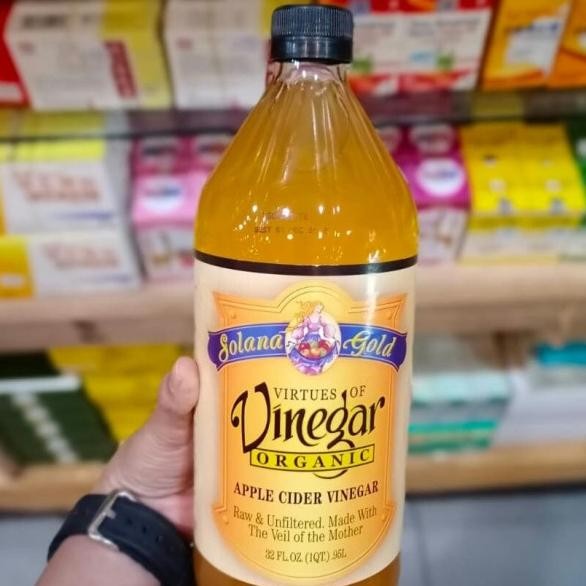 Solana Gold
VIRTUES OF
Vinegar
ORGANIC
APPLE CIDER VINEGAR
Raw & Unfiltered. Made With
The Veil of the Mother
32 FL.OZ. (1QT.) .95L